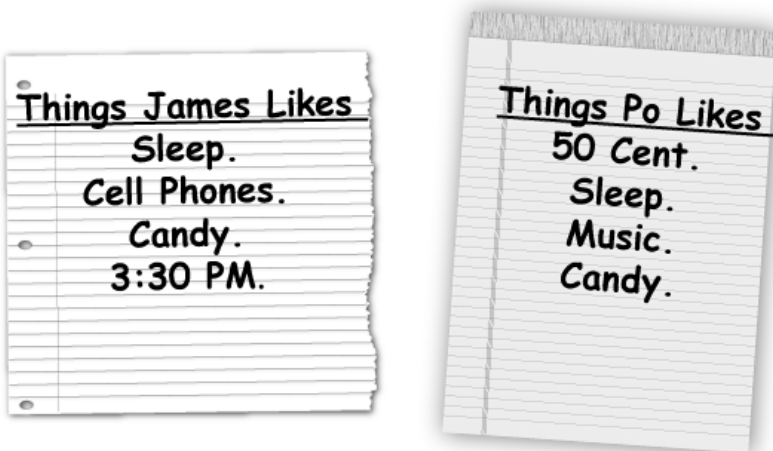 Things James Likes
Sleep.
Cell Phones.
Candy.
3:30 PM.
Things Po Likes
50 Cent.
Sleep.
Music.
Candy.